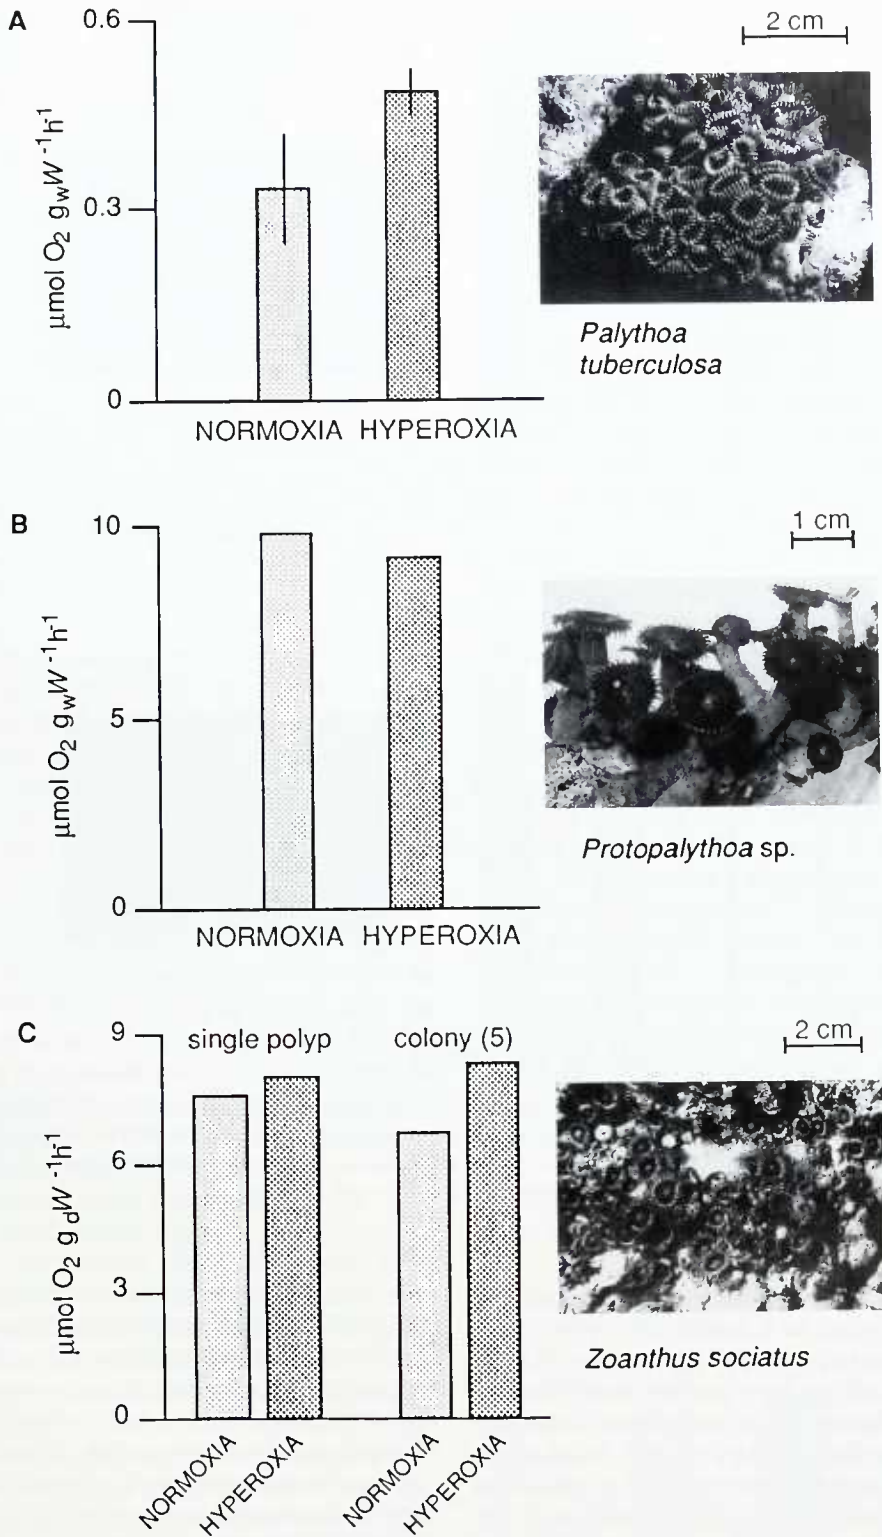 A
0.6
0.3
0
µmol O2 gwW -1h-1
NORMOXIA HYPEROXIA
2 cm
Palythoa
tuberculosa
B
10
5
0
µmol O2 gwW -1h-1
NORMOXIA HYPEROXIA
1 cm
Protopalythoa sp.
C
9
6
3
0
µmol O2 gdW -1h-1
single polyp
colony (5)
NORMOXIA
HYPEROXIA
NORMOXIA
HYPEROXIA
2 cm
Zoanthus sociatus